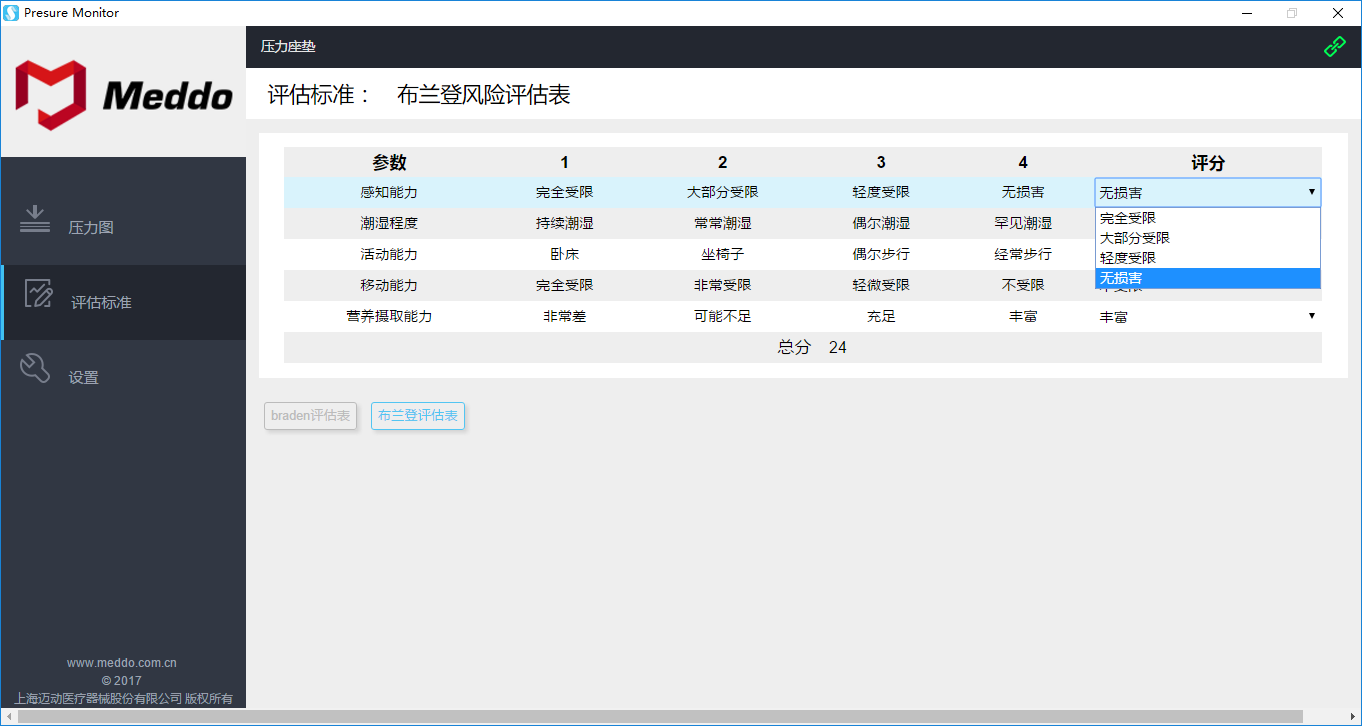 Presure Monitor
Meddo
压力座垫
评估标准： 布兰登风险评估表
压力图
评估标准
设置
参数 1 2 3 4 评分
感知能力 完全受限 大部分受限 轻度受限 无损害 无损害
潮湿程度 持续潮湿 常常潮湿 偶尔潮湿 罕见潮湿
活动能力 卧床 坐椅子 偶尔步行 经常步行
移动能力 完全受限 非常受限 轻微受限 不受限
营养摄取能力 非常差 可能不足 充足 丰富 丰富
完全受限
大部分受限
轻度受限
无损害
总分 24
braden评估表 布兰登评估表
www.meddo.com.cn
© 2017
上海迈动医疗器械股份有限公司 版权所有